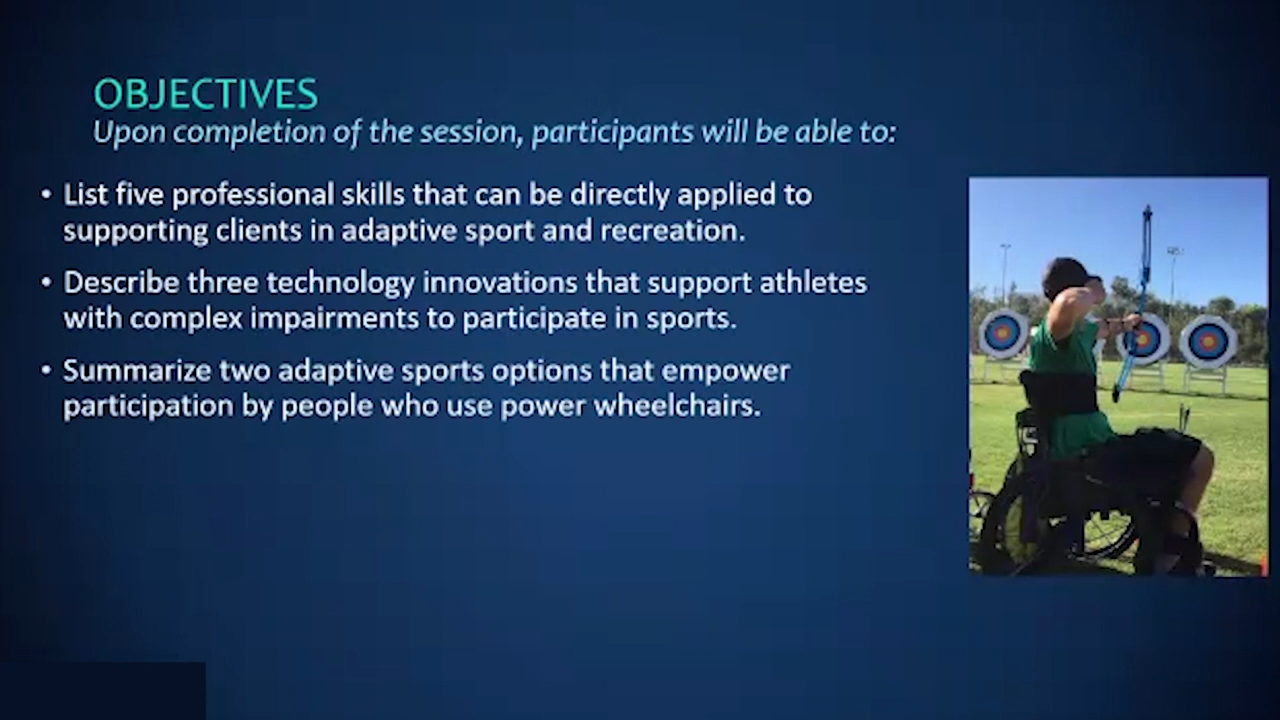 OBJECTIVES
Upon completion of the session, participants will be able to:
• List five professional skills that can be directly applied to
supporting clients in adaptive sport and recreation.
• Describe three technology innovations that support athletes
with complex impairments to participate in sports.
• Summarize two adaptive sports options that empower
participation by people who use power wheelchairs.